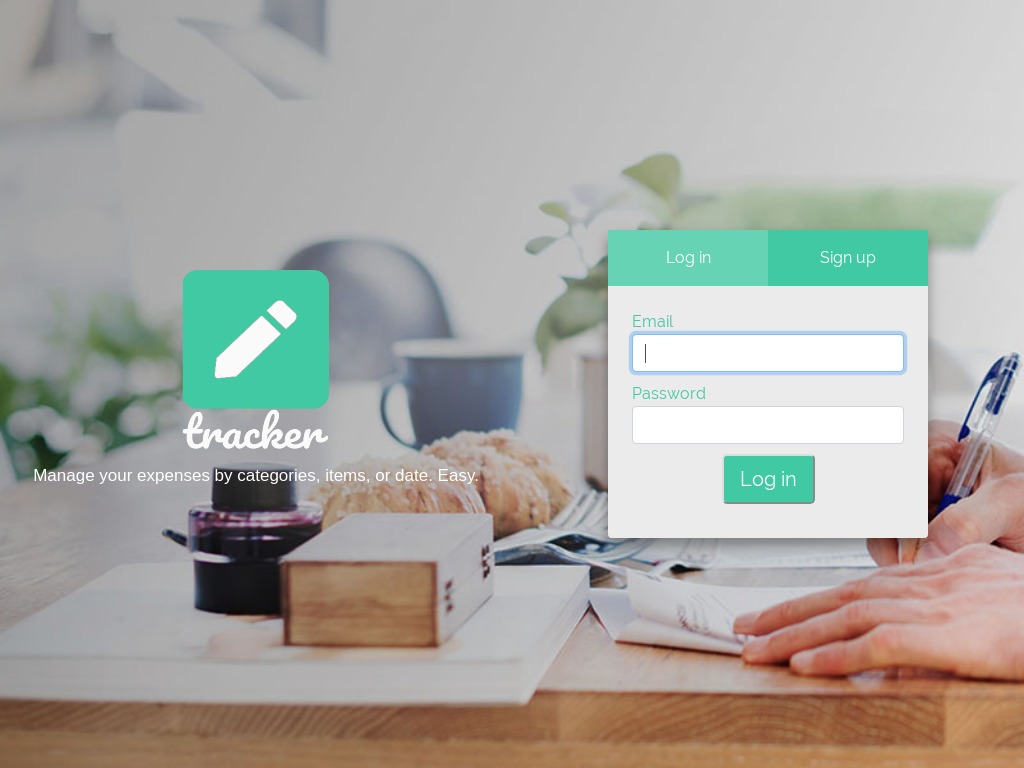 tracker
Manage your expenses by categories, items, or date. Easy.
Log in
Sign up
Email
Password
Log in